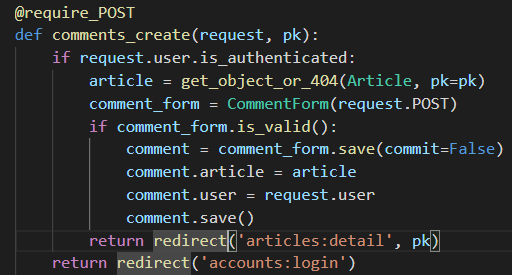 @require_POST
def comments_create(request, pk):
    if request.user.is_authenticated:
        article = get_object_or_404(Article, pk=pk)
        comment_form = CommentForm(request.POST)
        if comment_form.is_valid():
            comment = comment_form.save(commit=False)
            comment.article = article
            comment.user = request.user
            comment.save()
        return redirect('articles:detail', pk)
    return redirect('accounts:login')